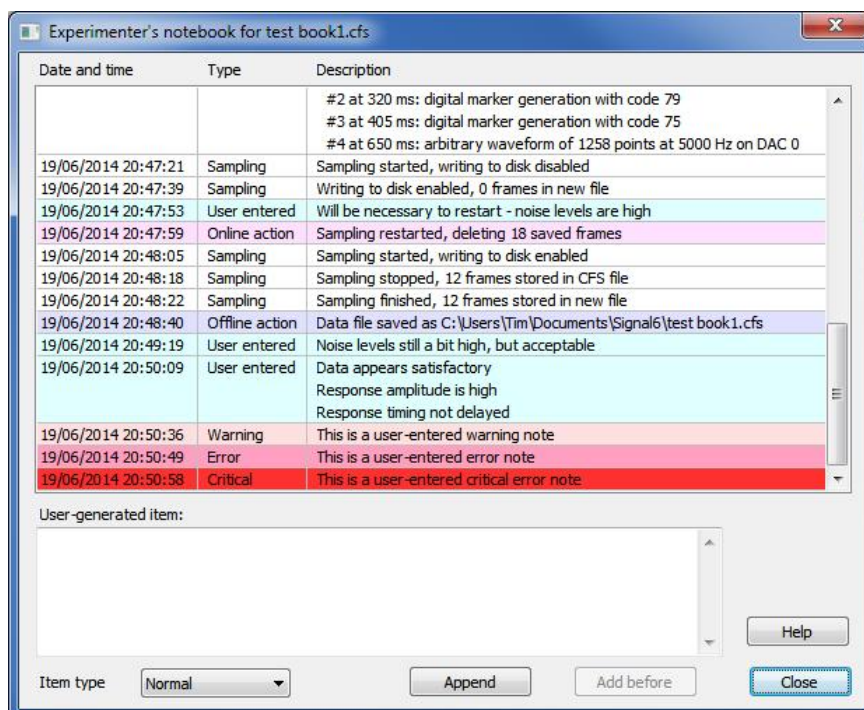 Experimenter's notebook for test book1.cfs
Date and time Type Description
#2 at 320 ms: digital marker generation with code 79
#3 at 405 ms: digital marker generation with code 75
#4 at 650 ms: arbitrary waveform of 1258 points at 5000 Hz on DAC 0
19/06/2014 20:47:21 Sampling Sampling started, writing to disk disabled
19/06/2014 20:47:39 Sampling Writing to disk enabled, 0 frames in new file
19/06/2014 20:47:53 User entered Will be necessary to restart - noise levels are high
19/06/2014 20:47:59 Online action Sampling restarted, deleting 18 saved frames
19/06/2014 20:48:05 Sampling Sampling started, writing to disk enabled
19/06/2014 20:48:18 Sampling Sampling stopped, 12 frames stored in CFS file
19/06/2014 20:48:22 Sampling Sampling finished, 12 frames stored in new file
19/06/2014 20:48:40 Offline action Data file saved as C:\Users\Tim\Documents\Signal6\test book1.cfs
19/06/2014 20:49:19 User entered Noise levels still a bit high, but acceptable
19/06/2014 20:50:09 User entered Data appears satisfactory
Response amplitude is high
Response timing not delayed
19/06/2014 20:50:36 Warning This is a user-entered warning note
19/06/2014 20:50:49 Error This is a user-entered error note
19/06/2014 20:50:58 Critical This is a user-entered critical error note
User-generated item:
Help
Item type Normal Append Add before Close